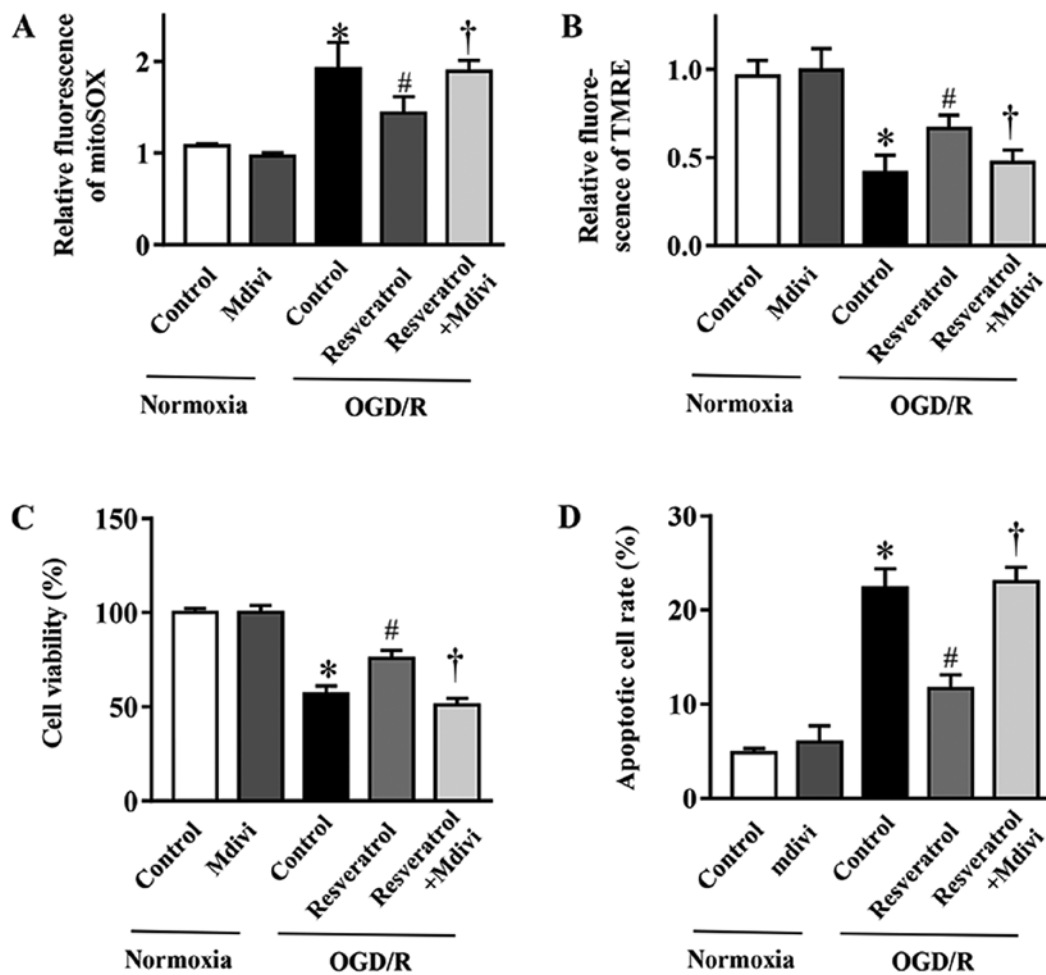 A
Relative fluorescence
of mitoSOX
2
1
0
*
#
†
Control
Mdivi
Control
Resveratrol
Resveratrol
+Mdivi
Normoxia
OGD/R
B
Relative fluore-
scence of TMRE
1.0
0.5
0.0
*
#
†
Control
Mdivi
Control
Resveratrol
Resveratrol
+Mdivi
Normoxia
OGD/R
C
Cell viability (%)
150
100
50
0
*
#
†
Control
Mdivi
Control
Resveratrol
Resveratrol
+Mdivi
Normoxia
OGD/R
D
Apoptotic cell rate (%)
30
20
10
0
*
#
†
Control
mdivi
Control
Resveratrol
Resveratrol
+Mdivi
Normoxia
OGD/R